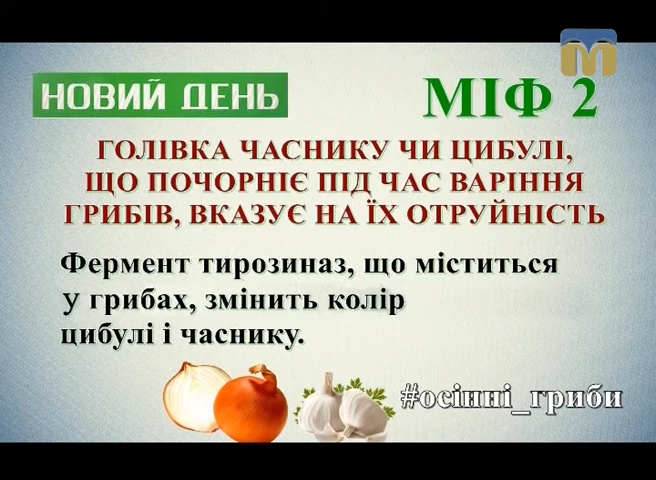 НОВИЙ ДЕНЬ
МІФ 2
ГОЛІВКА ЧАСНИКУ ЧИ ЦИБУЛІ,
ЩО ПОЧОРНІЄ ПІД ЧАС ВАРІННЯ
ГРИБІВ, ВКАЗУЄ НА ЇХ ОТРУЙНІСТЬ
Фермент тирозиназ, що міститься
у грибах, змінить колір
цибулі і часнику.
#осінні_гриби